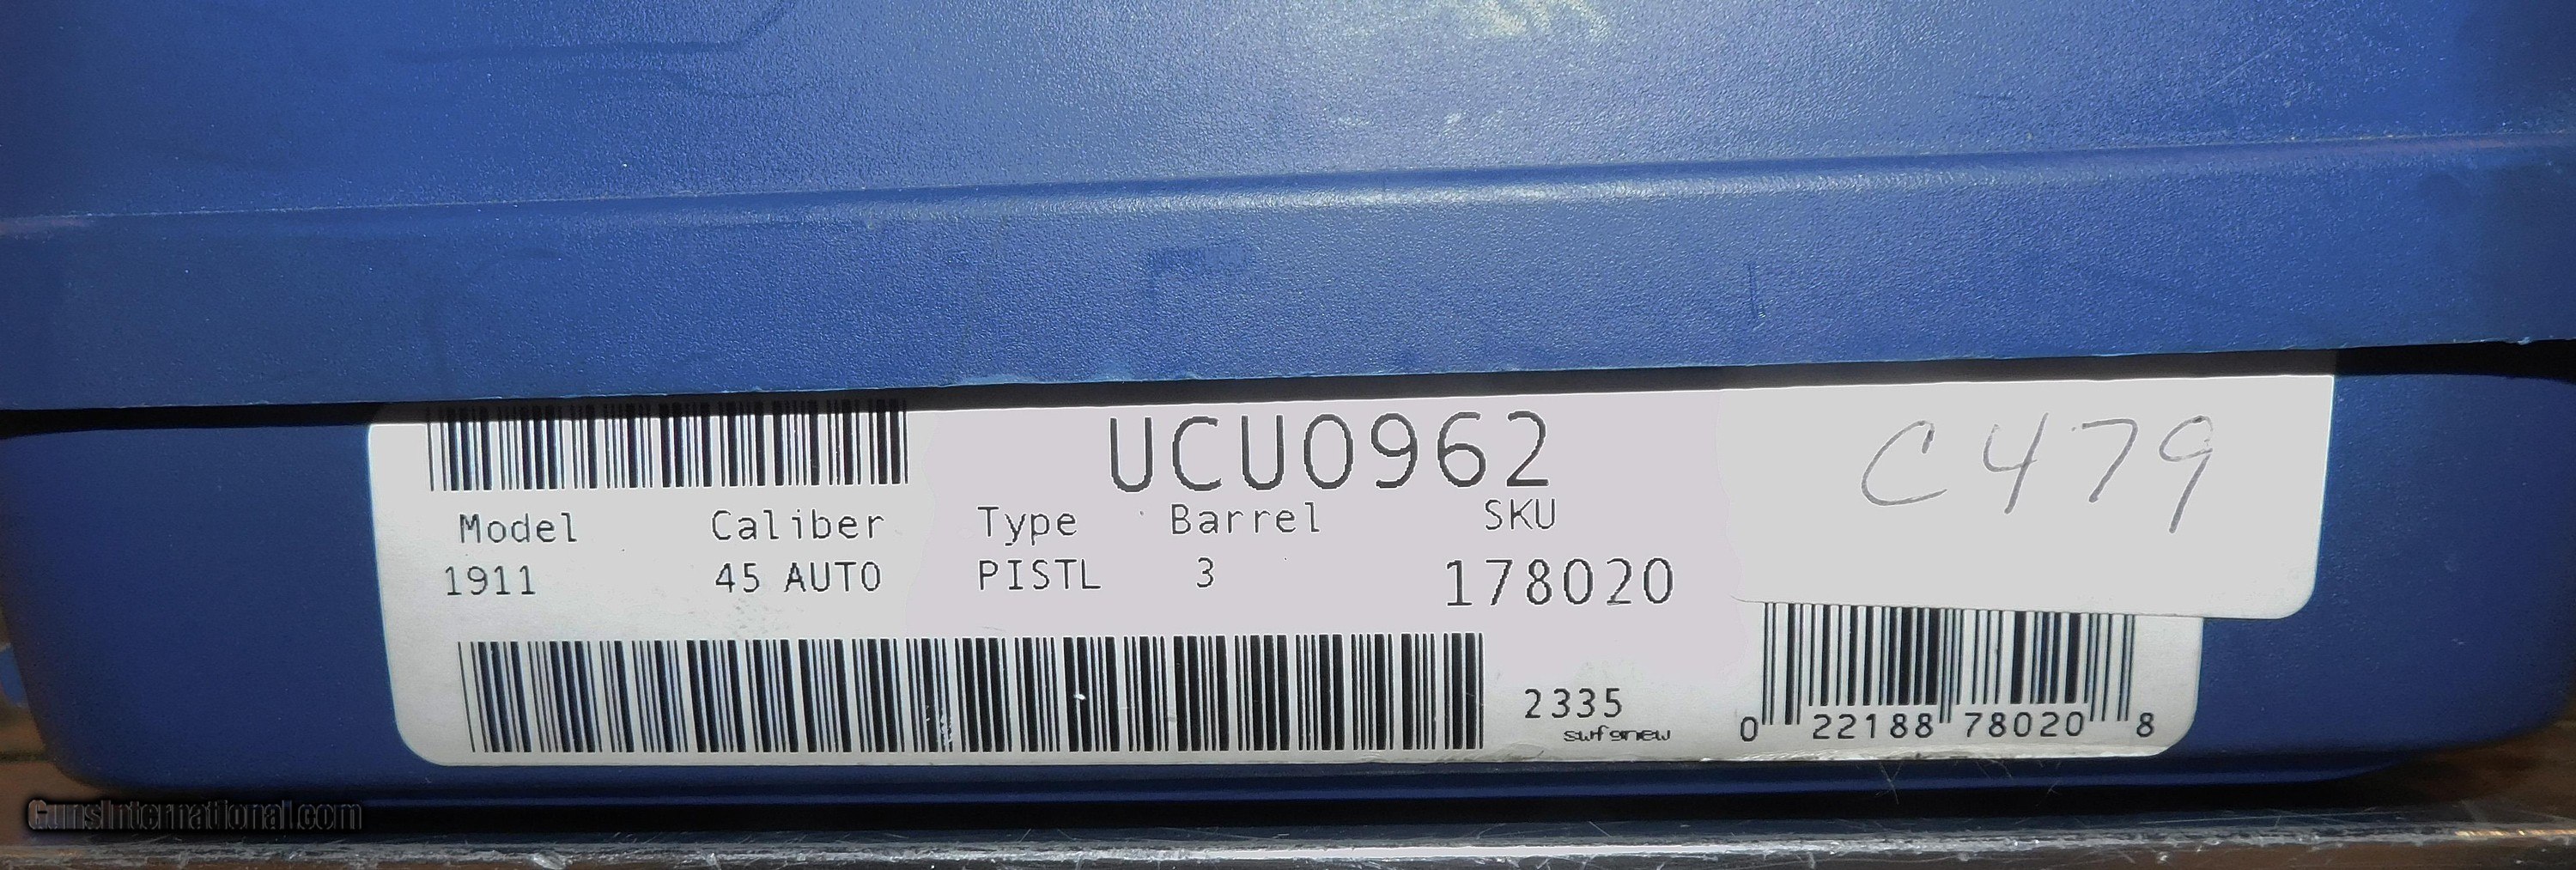 UCU0962
C479
Model Caliber Type Barrel SKU
1911 45 AUTO PISTL 3 178020
2335
swfgnew
0 22188 78020 8
GunsInternational.com